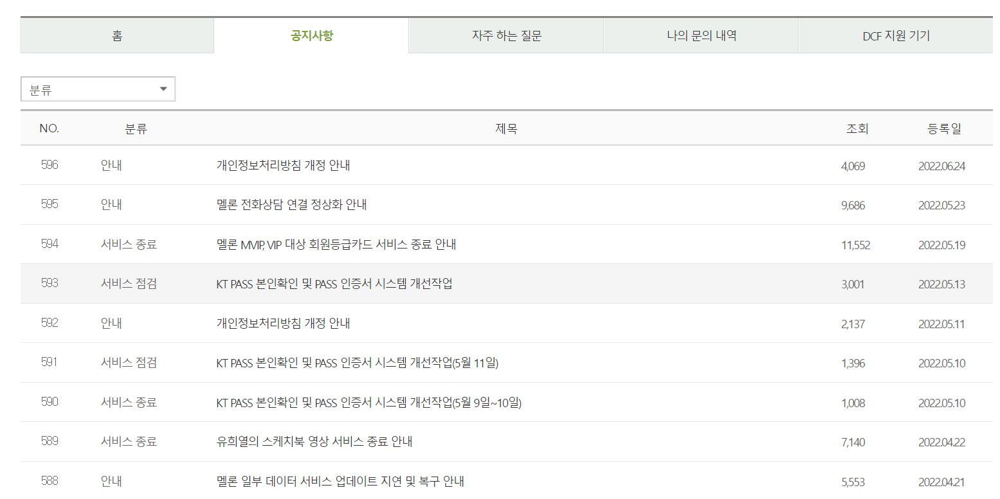 홈 공지사항 자주 하는 질문 나의 문의 내역 DCF 지원 기기
분류
NO. 분류 제목 조회 등록일
596 안내 개인정보처리방침 개정 안내 4,069 2022.06.24
595 안내 멜론 전화상담 연결 정상화 안내 9,686 2022.05.23
594 서비스 종료 멜론 MVIP, VIP 대상 회원등급카드 서비스 종료 안내 11,552 2022.05.19
593 서비스 점검 KT PASS 본인확인 및 PASS 인증서 시스템 개선작업 3,001 2022.05.13
592 안내 개인정보처리방침 개정 안내 2,137 2022.05.11
591 서비스 점검 KT PASS 본인확인 및 PASS 인증서 시스템 개선작업(5월 11일) 1,396 2022.05.10
590 서비스 종료 KT PASS 본인확인 및 PASS 인증서 시스템 개선작업(5월 9일~10일) 1,008 2022.05.10
589 서비스 종료 유희열의 스케치북 영상 서비스 종료 안내 7,140 2022.04.22
588 안내 멜론 일부 데이터 서비스 업데이트 지연 및 복구 안내 5,553 2022.04.21